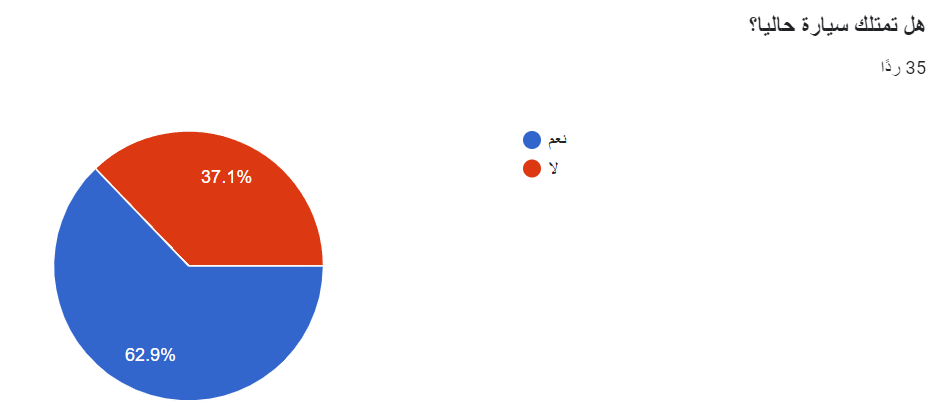 هل تمتلك سيارة حاليا؟
35 ردًا
نعم
لا
37.1%
62.9%